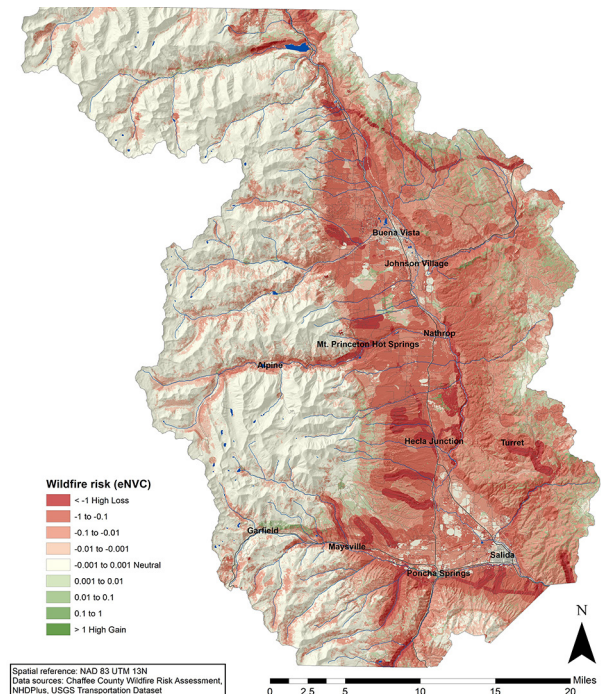 Buena Vista
Johnson Village
Nathrop
Mt. Princeton Hot Springs
Alpine
Hecla Junction
Turret
Wildfire risk (eNVC)
< -1 High Loss
-1 to -0.1
-0.1 to -0.01
-0.01 to -0.001
-0.001 to 0.001 Neutral
0.001 to 0.01
0.01 to 0.1
0.1 to 1
> 1 High Gain
Garfield
Maysville
Salida
Poncha Springs
N
Spatial reference: NAD 83 UTM 13N
Data sources: Chaffee County Wildfire Risk Assessment,
NHDPlus, USGS Transportation Dataset
Miles
0 2.5 5 10 15 20